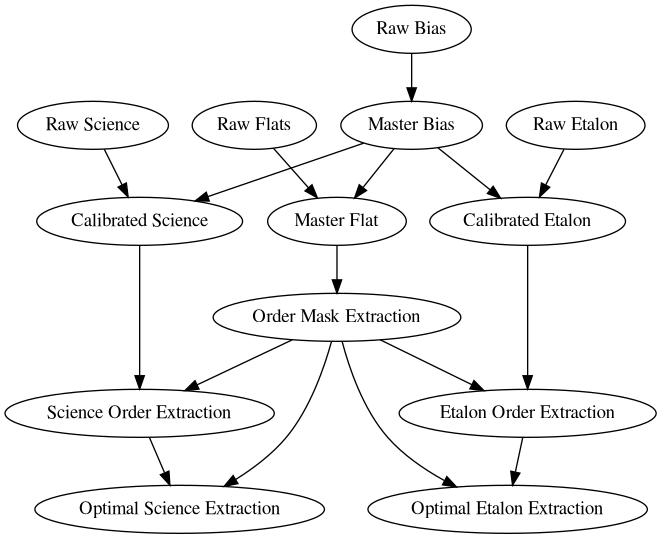 Raw Bias
Raw Science
Raw Flats
Master Bias
Raw Etalon
Calibrated Science
Master Flat
Calibrated Etalon
Order Mask Extraction
Science Order Extraction
Etalon Order Extraction
Optimal Science Extraction
Optimal Etalon Extraction